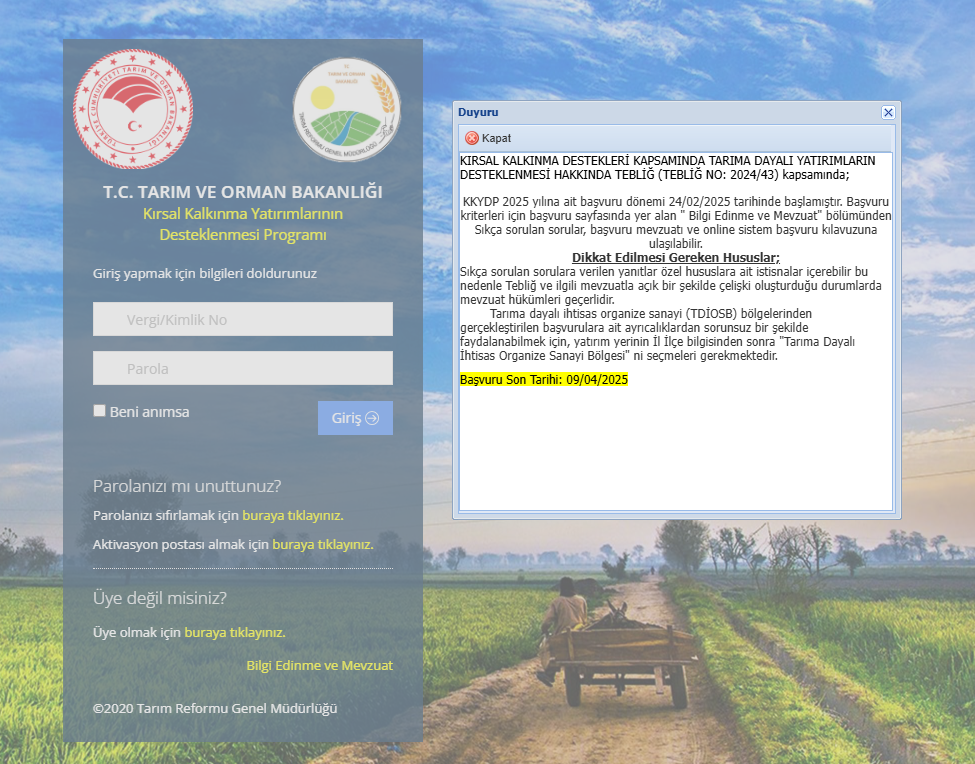 TÜRKİYE CUMHURİYETİ TARIM VE ORMAN BAKANLIĞI
T.C.
TARIM VE ORMAN
BAKANLIĞI
TARIM REFORMU GENEL MÜDÜRLÜĞÜ
T.C. TARIM VE ORMAN BAKANLIĞI
Kırsal Kalkınma Yatırımlarının
Desteklenmesi Programı
Giriş yapmak için bilgileri doldurunuz
Vergi/Kimlik No
Parola
Beni anımsa
Giriş
Parolanızı mı unuttunuz?
Parolanızı sıfırlamak için buraya tıklayınız.
Aktivasyon postası almak için buraya tıklayınız.
Üye değil misiniz?
Üye olmak için buraya tıklayınız.
Bilgi Edinme ve Mevzuat
©2020 Tarım Reformu Genel Müdürlüğü
Duyuru
Kapat
KIRSAL KALKINMA DESTEKLERİ KAPSAMINDA TARIMA DAYALI YATIRIMLARIN
DESTEKLENMESİ HAKKINDA TEBLİĞ (TEBLİĞ NO: 2024/43) kapsamında;
KKYDP 2025 yılına ait başvuru dönemi 24/02/2025 tarihinde başlamıştır. Başvuru
kriterleri için başvuru sayfasında yer alan " Bilgi Edinme ve Mevzuat" bölümünden
Sıkça sorulan sorular, başvuru mevzuatı ve online sistem başvuru kılavuzuna
ulaşılabilir.
Dikkat Edilmesi Gereken Hususlar;
Sıkça sorulan sorulara verilen yanıtlar özel hususlara ait istisnalar içerebilir bu
nedenle Tebliğ ve ilgili mevzuatla açık bir şekilde çelişki oluşturduğu durumlarda
mevzuat hükümleri geçerlidir.
Tarıma dayalı ihtisas organize sanayi (TDİOSB) bölgelerinden
gerçekleştirilen başvurulara ait ayrıcalıklardan sorunsuz bir şekilde
faydalanabilmek için, yatırım yerinin İl İlçe bilgisinden sonra "Tarıma Dayalı
İhtisas Organize Sanayi Bölgesi" ni seçmeleri gerekmektedir.
Başvuru Son Tarihi: 09/04/2025